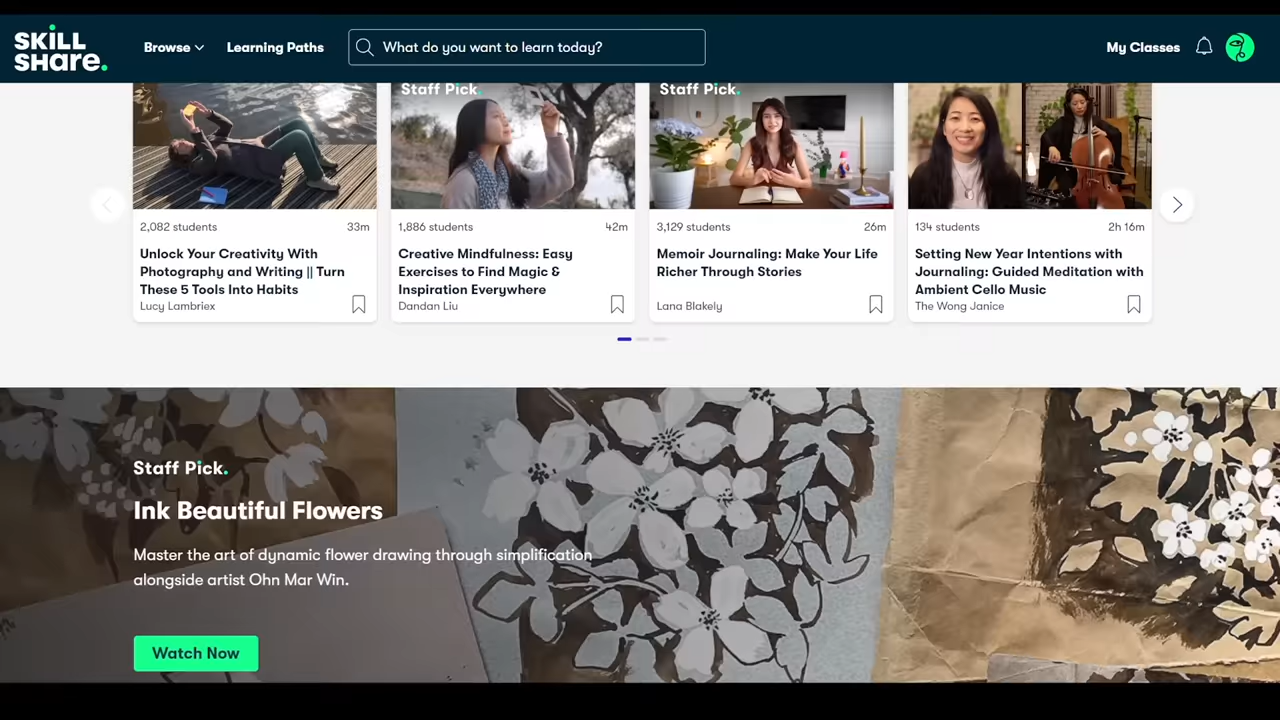 SKILL
SHare.
Browse
Learning Paths
What do you want to learn today?
My Classes
Staff Pick.
Staff Pick.
2,082 students
33m
Unlock Your Creativity With
Photography and Writing || Turn
These 5 Tools Into Habits
Lucy Lambriex
1,886 students
42m
Creative Mindfulness: Easy
Exercises to Find Magic &
Inspiration Everywhere
Dandan Liu
3,129 students
26m
Memoir Journaling: Make Your Life
Richer Through Stories
Lana Blakely
134 students
2h 16m
Setting New Year Intentions with
Journaling: Guided Meditation with
Ambient Cello Music
The Wong Janice
Staff Pick.
Ink Beautiful Flowers
Master the art of dynamic flower drawing through simplification
alongside artist Ohn Mar Win.
Watch Now